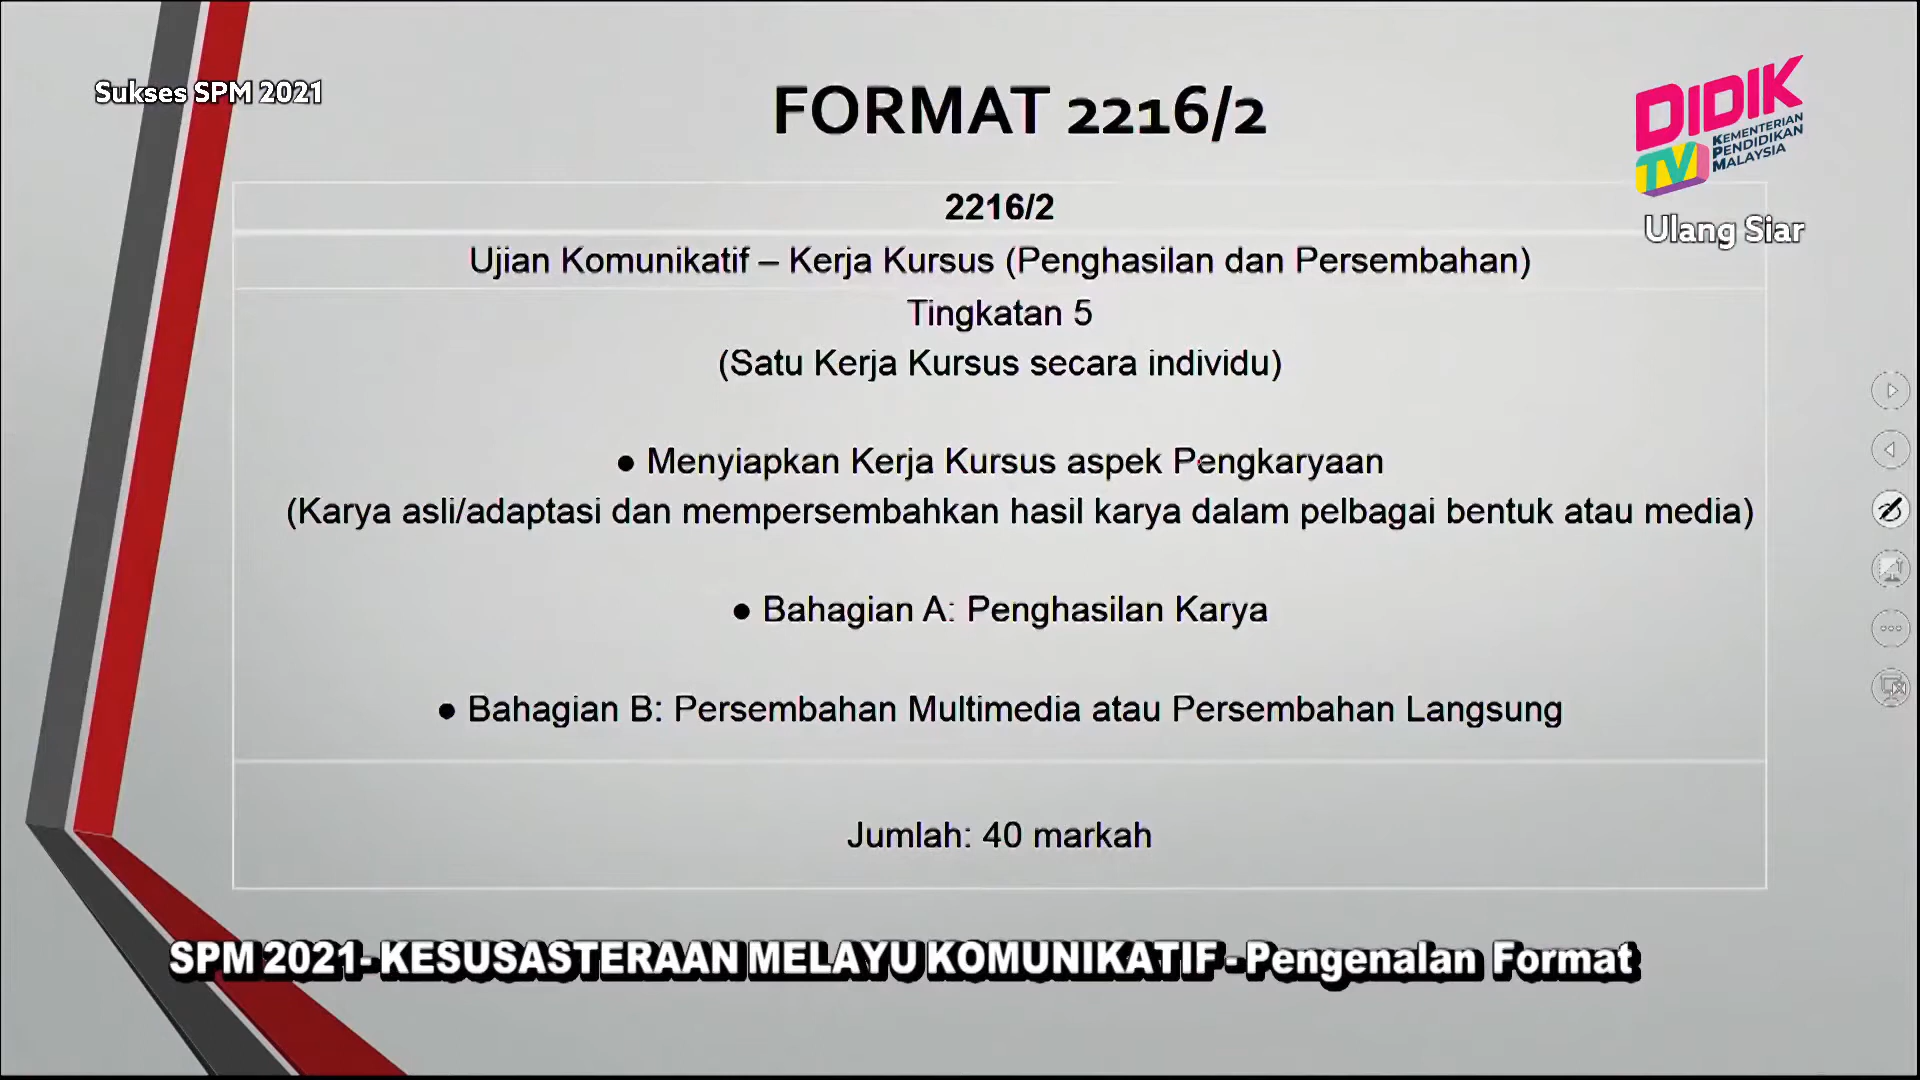 Sukses SPM 2021
FORMAT 2216/2
DIDIK
TV
KEMENTERIAN
PENDIDIKAN
MALAYSIA
Ulang Siar
2216/2
Ujian Komunikatif – Kerja Kursus (Penghasilan dan Persembahan)
Tingkatan 5
(Satu Kerja Kursus secara individu)
● Menyiapkan Kerja Kursus aspek Pengkaryaan
(Karya asli/adaptasi dan mempersembahkan hasil karya dalam pelbagai bentuk atau media)
● Bahagian A: Penghasilan Karya
● Bahagian B: Persembahan Multimedia atau Persembahan Langsung
Jumlah: 40 markah
SPM 2021- KESUSASTERAAN MELAYU KOMUNIKATIF - Pengenalan Format